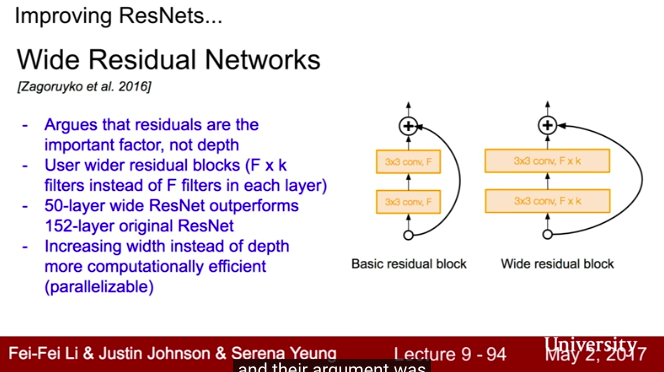 Improving ResNets...
Wide Residual Networks
[Zagoruyko et al. 2016]
- Argues that residuals are the
important factor, not depth
- User wider residual blocks (F x k
filters instead of F filters in each layer)
- 50-layer wide ResNet outperforms
152-layer original ResNet
- Increasing width instead of depth
more computationally efficient
(parallelizable)
+
3x3 conv, F
3x3 conv, F
Basic residual block
+
3x3 conv, F x k
3x3 conv, F x k
Wide residual block
Fei-Fei Li & Justin Johnson & Serena Yeung
Lecture 9 - 94
May 2, 2017
University
and their argument was